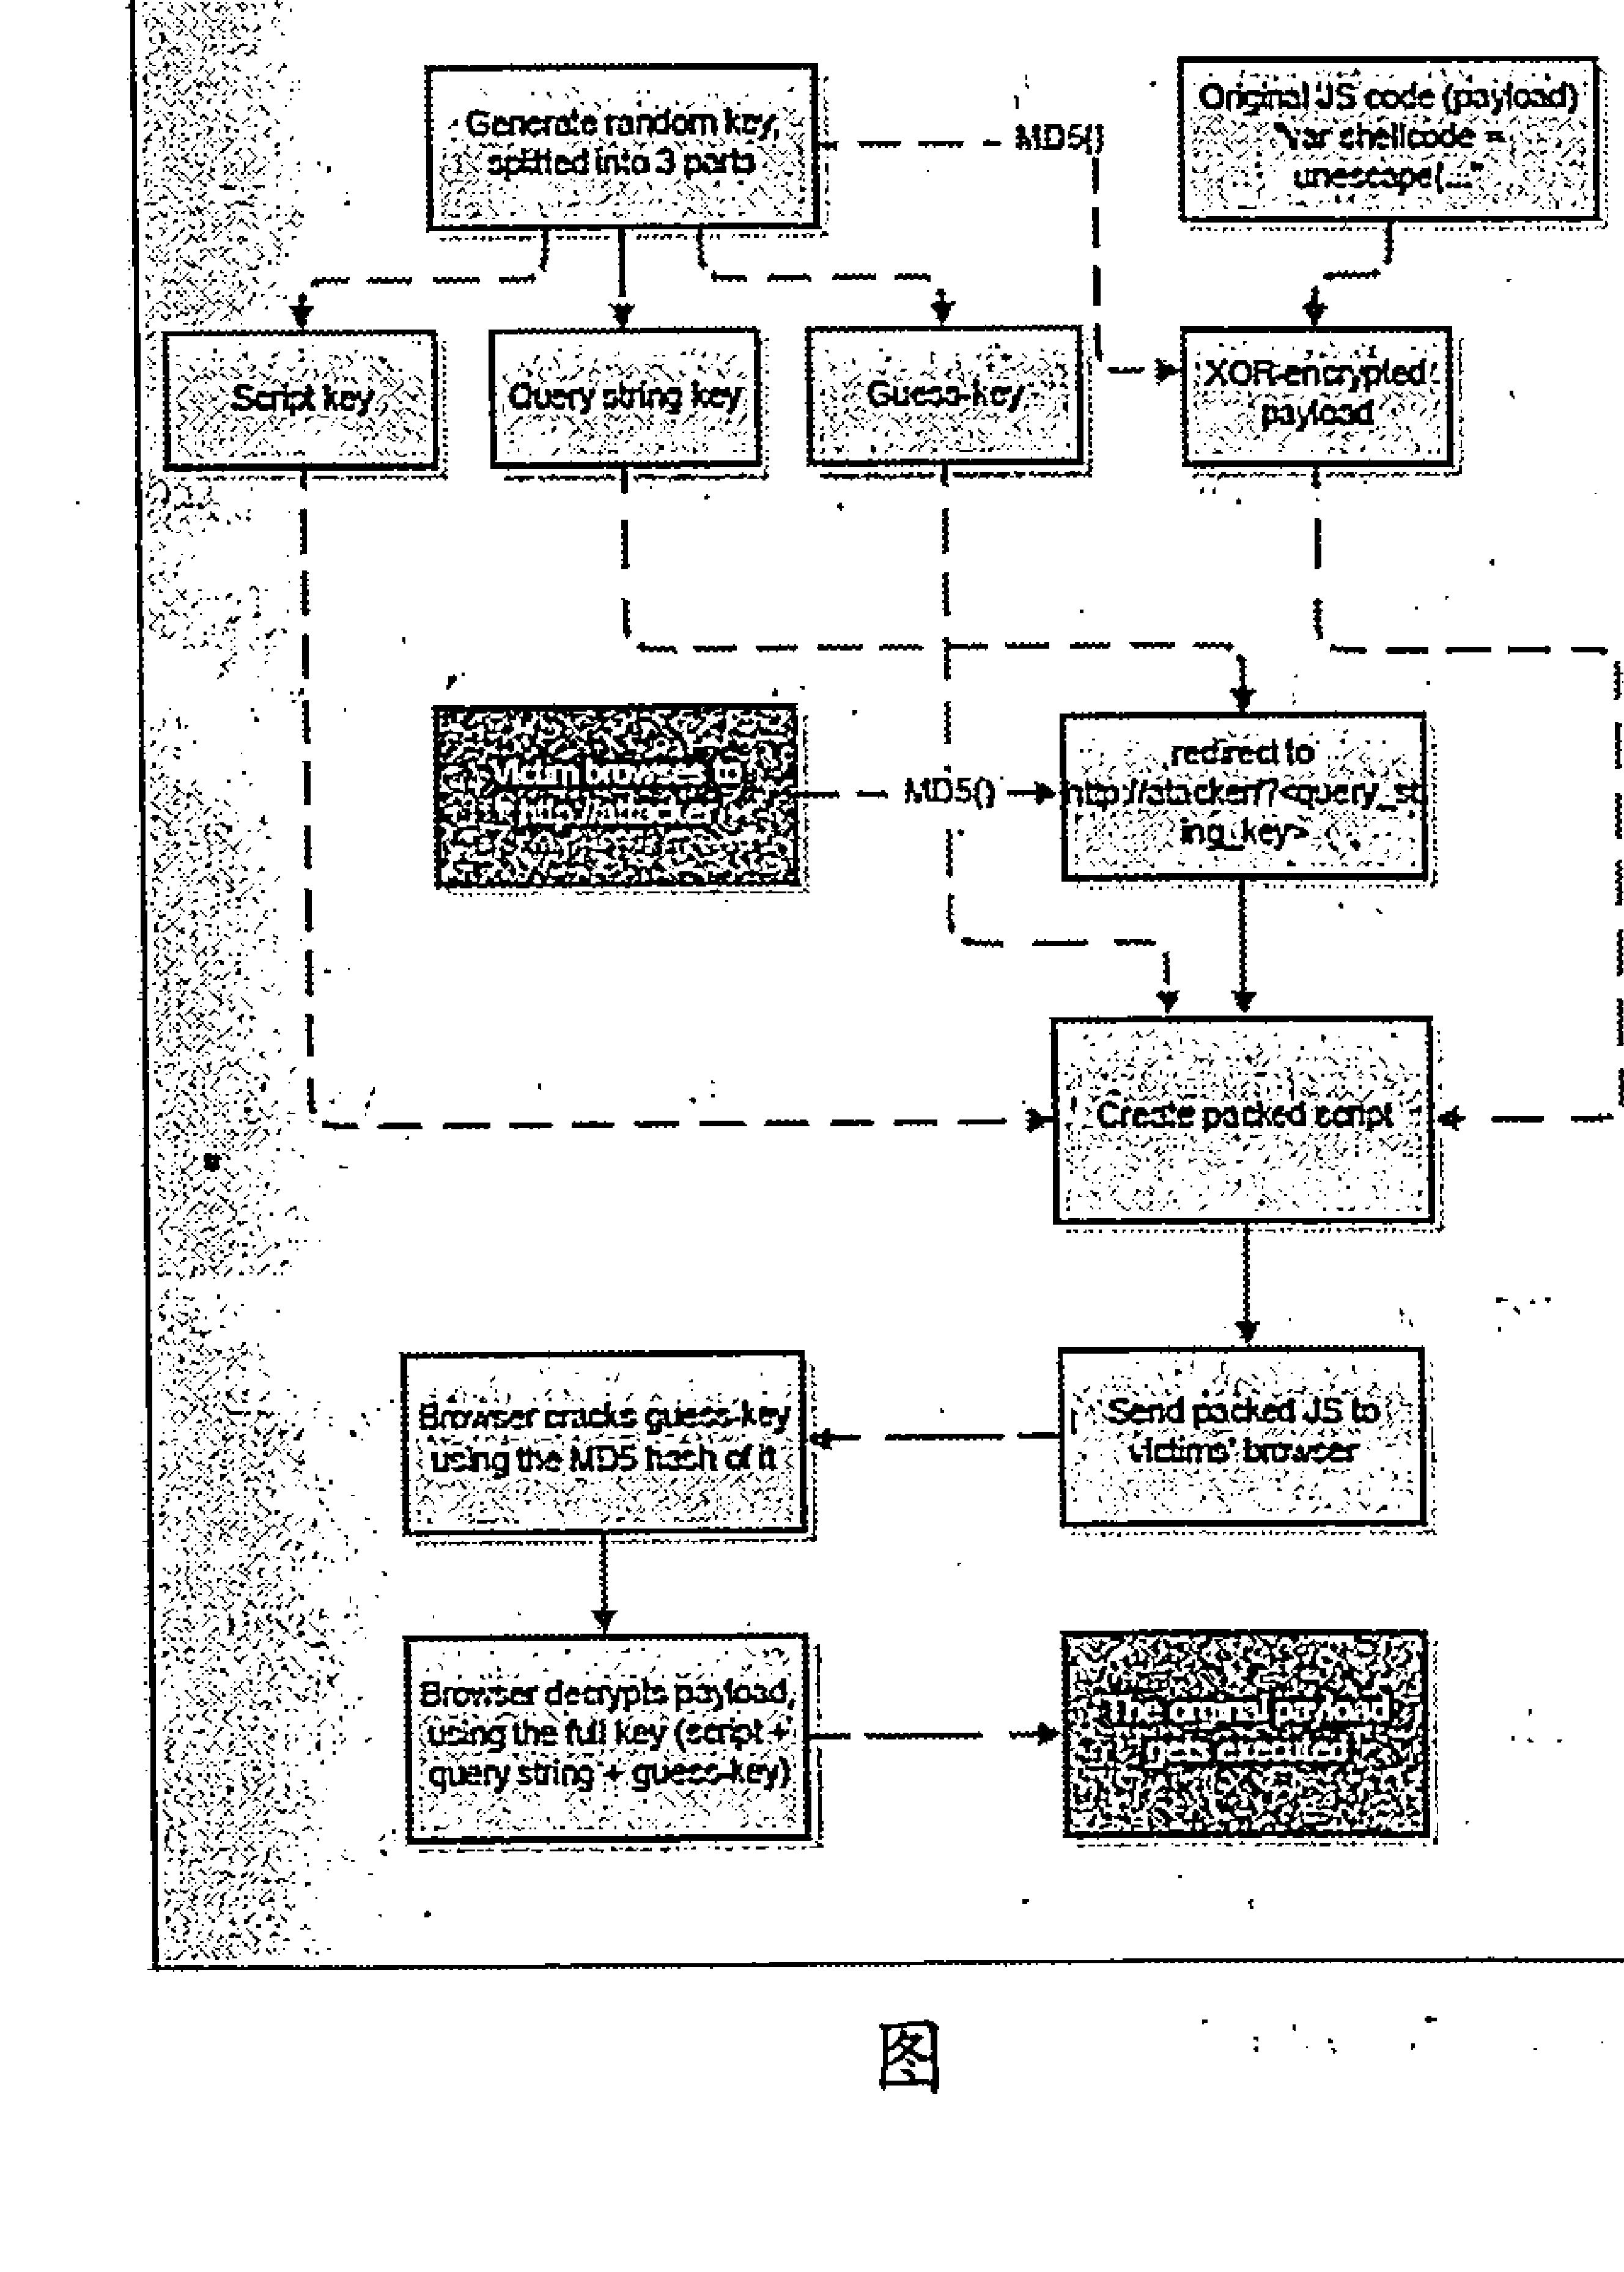 Generate random key,
splitted into 3 parts
MD5()
Original JS code (payload)
"var shellcode =
unescape(..."
Script key
Query string key
Guess-key
XOR-encrypted
payload
Victim browses to
http://attacker/
MD5()
redirect to
http://atacker/?<query_str
ing_key>
Create packed script
Browser cracks guess-key
using the MD5 hash of it
Send packed JS to
victims' browser
Browser decrypts payload,
using the full key (script +
query string + guess-key)
The original payload
gets executed
图